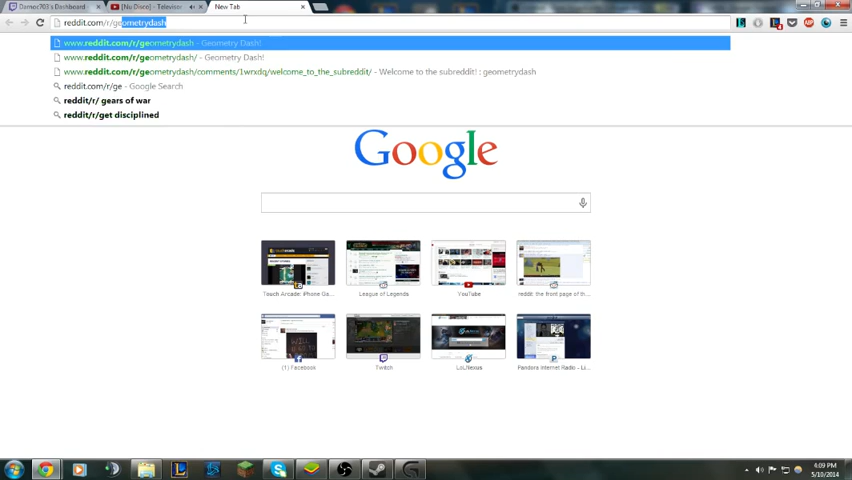 Darnoc703's Dashboard
[Nu Disco] - Televisor
New Tab
reddit.com/r/geometrydash
www.reddit.com/r/geometrydash - Geometry Dash!
www.reddit.com/r/geometrydash/ - Geometry Dash!
www.reddit.com/r/geometrydash/comments/1wrxdq/welcome_to_the_subreddit/ - Welcome to the subreddit! : geometrydash
reddit.com/r/ge - Google Search
reddit/r/ gears of war
reddit/r/get disciplined
Google
Touch Arcade: iPhone Ga...
League of Legends
YouTube
reddit: the front page of th...
(1) Facebook
Twitch
LoLNexus
Pandora Internet Radio - Li...
4:09 PM
5/10/2014